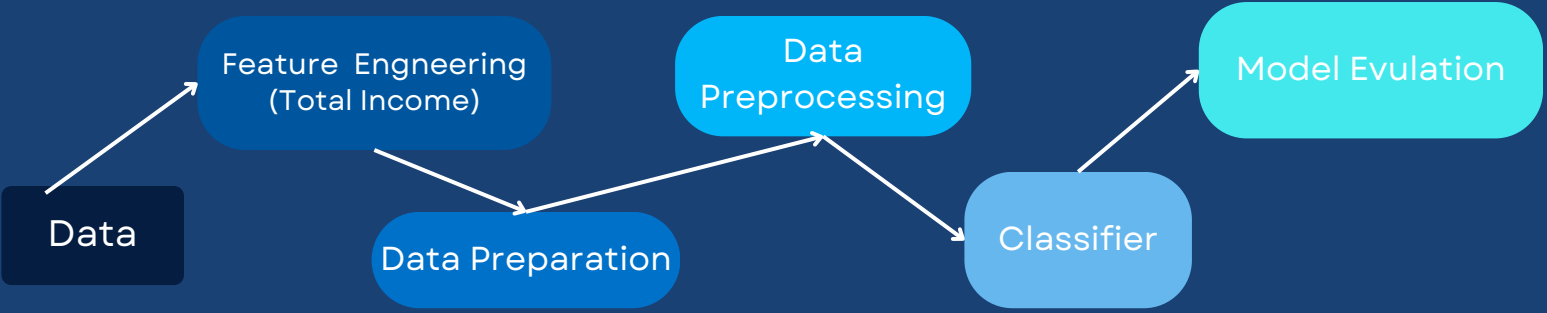 Data
Feature Engneering
(Total Income)
Data Preparation
Data
Preprocessing
Classifier
Model Evulation